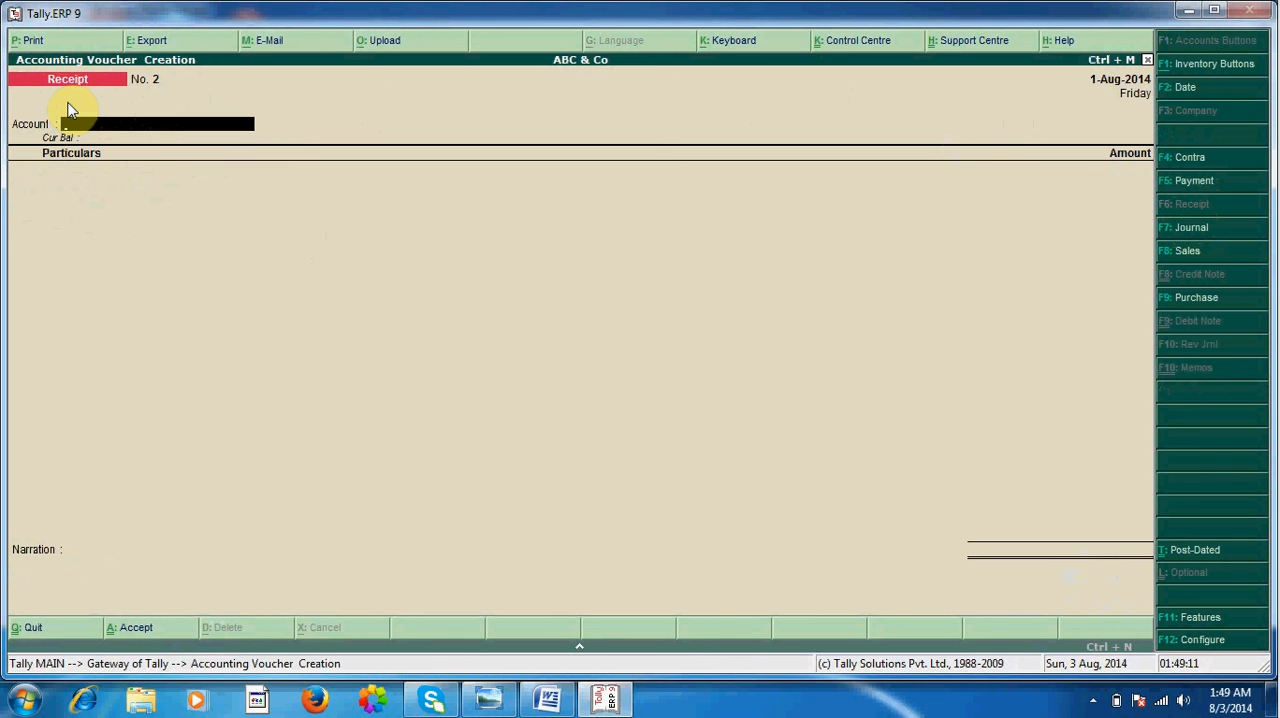 Tally.ERP 9
P: Print
E: Export
M: E-Mail
O: Upload
G: Language
K: Keyboard
K: Control Centre
H: Support Centre
H: Help
Accounting Voucher Creation
ABC & Co
Ctrl + M
Receipt
No. 2
1-Aug-2014
Friday
Account :
Cur Bal :
Particulars
Amount
Narration :
F1: Accounts Buttons
F1: Inventory Buttons
F2: Date
F3: Company
F4: Contra
F5: Payment
F6: Receipt
F7: Journal
F8: Sales
F8: Credit Note
F9: Purchase
F9: Debit Note
F10: Rev Jrnl
F10: Memos
T: Post-Dated
L: Optional
F11: Features
F12: Configure
Q: Quit
A: Accept
D: Delete
X: Cancel
Ctrl + N
Tally MAIN --> Gateway of Tally --> Accounting Voucher Creation
(c) Tally Solutions Pvt. Ltd., 1988-2009
Sun, 3 Aug, 2014
01:49:11
1:49 AM
8/3/2014